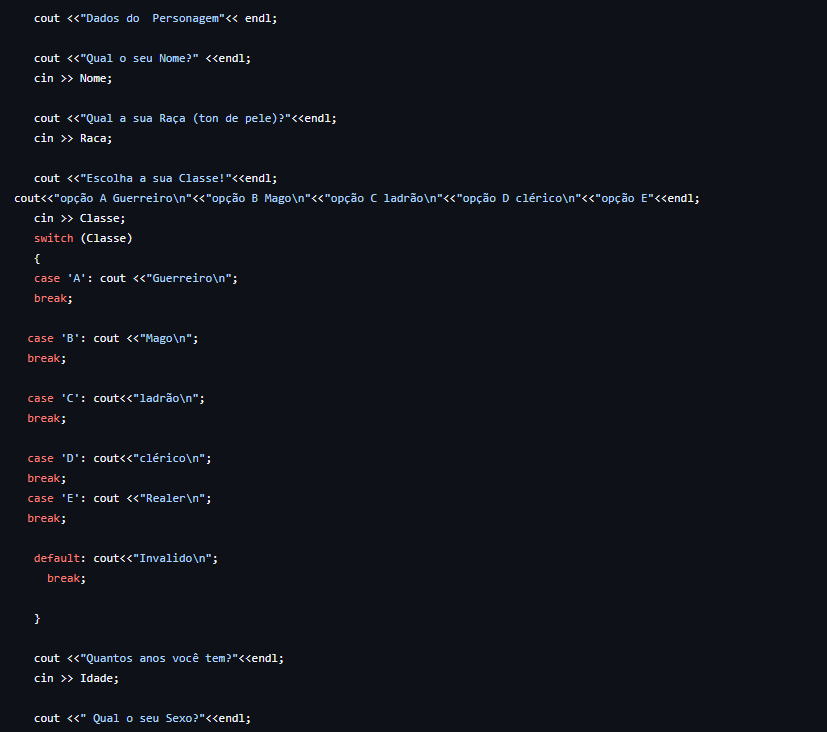 cout <<"Dados do  Personagem"<< endl;
cout <<"Qual o seu Nome?" <<endl;
cin >> Nome;
cout <<"Qual a sua Raça (ton de pele)?"<<endl;
cin >> Raca;
cout <<"Escolha a sua Classe!"<<endl;
cout<<"opção A Guerreiro\n"<<"opção B Mago\n"<<"opção C ladrão\n"<<"opção D clérico\n"<<"opção E"<<endl;
cin >> Classe;
switch (Classe)
{
case 'A': cout <<"Guerreiro\n";
break;
case 'B': cout <<"Mago\n";
break;
case 'C': cout<<"ladrão\n";
break;
case 'D': cout<<"clérico\n";
break;
case 'E': cout <<"Realer\n";
break;
default: cout<<"Invalido\n";
break;
}
cout <<"Quantos anos você tem?"<<endl;
cin >> Idade;
cout <<" Qual o seu Sexo?"<<endl;